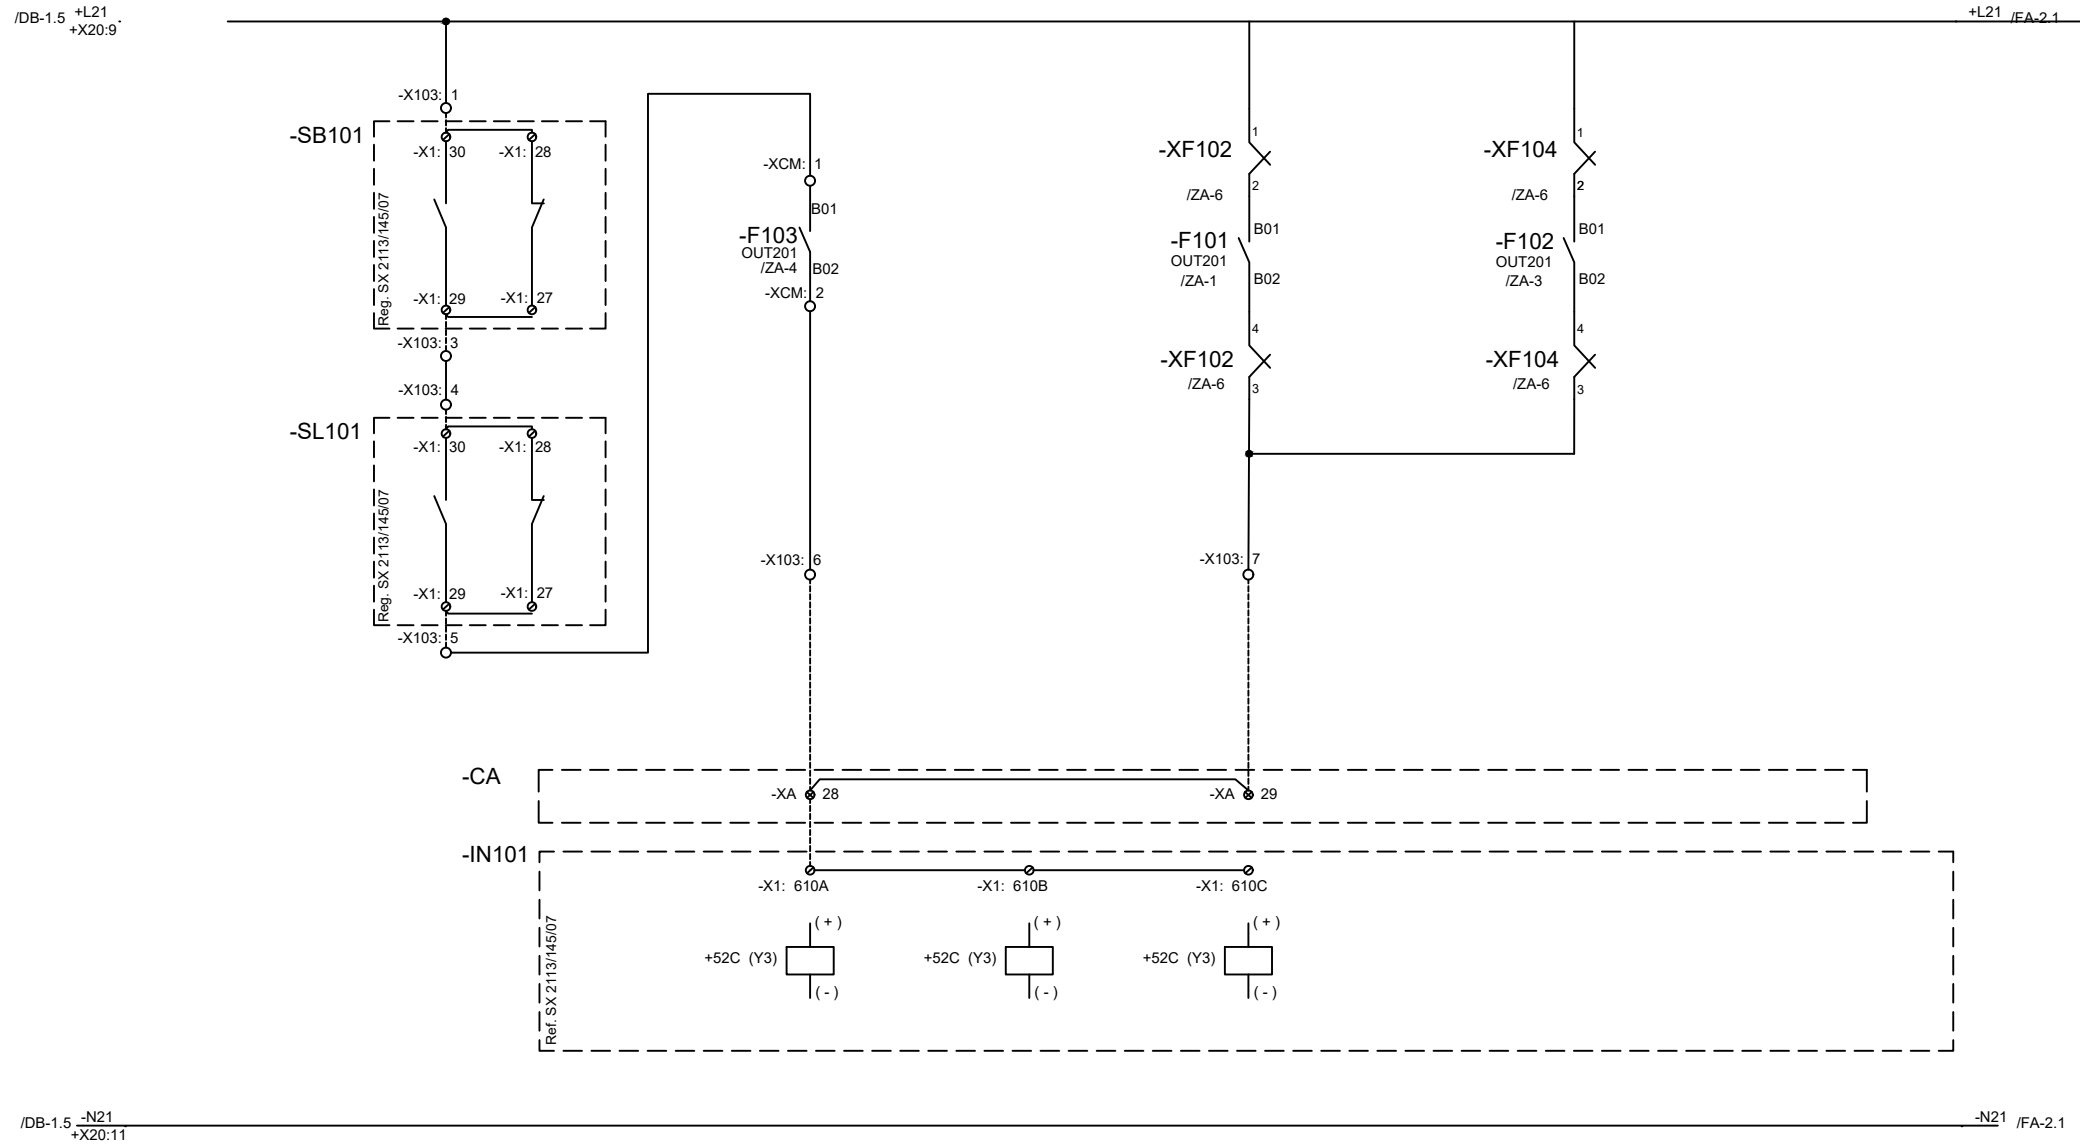 /DB-1.5 +L21
+X20:9
+L21 /FA-2.1
-X103: 1
-SB101
-X1: 30 -X1: 28
Reg. SX 2113/145/07
-X1: 29 -X1: 27
-X103: 3
-X103: 4
-SL101
-X1: 30 -X1: 28
Reg. SX 2113/145/07
-X1: 29 -X1: 27
-X103: 5
-XCM: 1
B01
-F103
OUT201
/ZA-4 B02
-XCM: 2
-X103: 6
1
-XF102
2
/ZA-6
B01
-F101
OUT201
/ZA-1 B02
4
-XF102
/ZA-6 3
-X103: 7
1
-XF104
2
/ZA-6
B01
-F102
OUT201
/ZA-3 B02
4
-XF104
/ZA-6 3
-CA
-XA 28 -XA 29
-IN101
-X1: 610A -X1: 610B -X1: 610C
Ref. SX 2113/145/07
( + ) ( + ) ( + )
+52C (Y3) +52C (Y3) +52C (Y3)
( - ) ( - ) ( - )
/DB-1.5 -N21
+X20:11
-N21 /FA-2.1